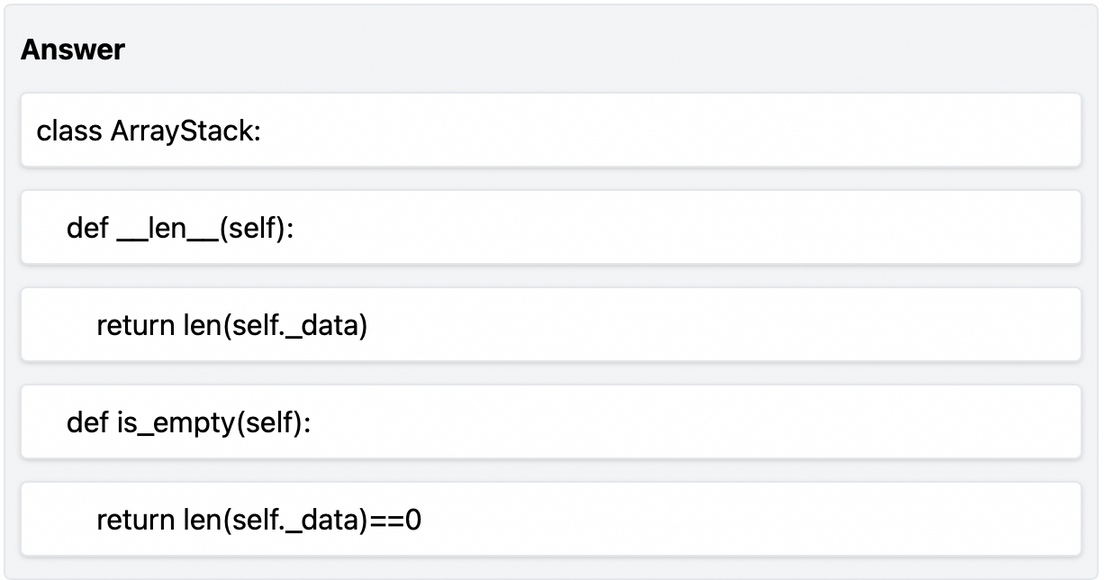 Answer
class ArrayStack:
def __len__(self):
return len(self._data)
def is_empty(self):
return len(self._data)==0